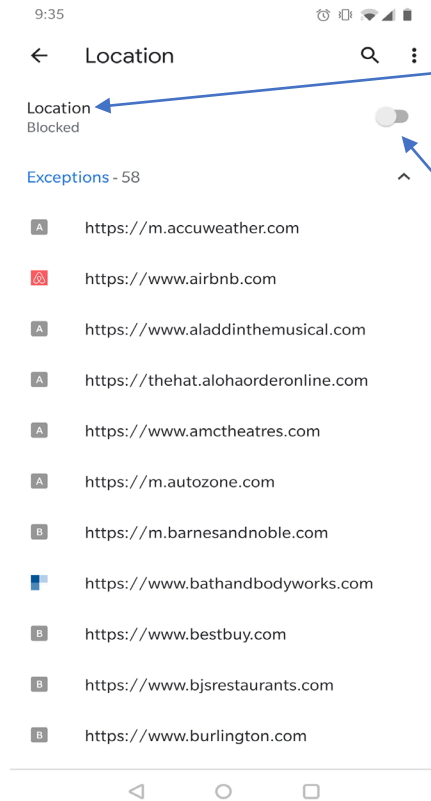 9:35
Location
Location
Blocked
Exceptions - 58
A https://m.accuweather.com
https://www.airbnb.com
A https://www.aladdinthemusical.com
A https://thehat.alohaorderonline.com
A https://www.amctheatres.com
A https://m.autozone.com
B https://m.barnesandnoble.com
https://www.bathandbodyworks.com
B https://www.bestbuy.com
B https://www.bjsrestaurants.com
B https://www.burlington.com